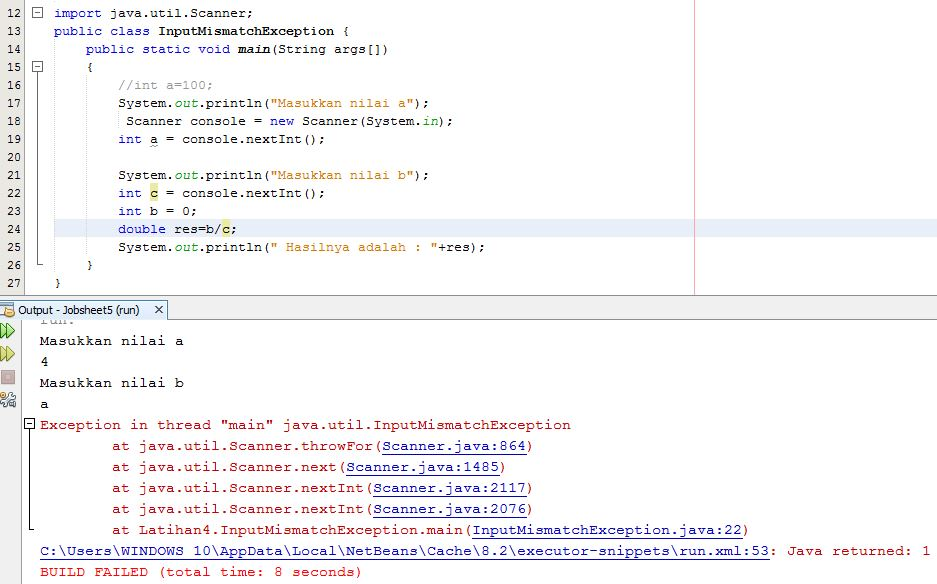 12 import java.util.Scanner;
13 public class InputMismatchException {
14 public static void main(String args[])
15 {
16 //int a=100;
17 System.out.println("Masukkan nilai a");
18 Scanner console = new Scanner(System.in);
19 int a = console.nextInt();
20
21 System.out.println("Masukkan nilai b");
22 int c = console.nextInt();
23 int b = 0;
24 double res=b/c;
25 System.out.println(" Hasilnya adalah : "+res);
26 }
27 }
Output - Jobsheet5 (run)
run:
Masukkan nilai a
4
Masukkan nilai b
a
Exception in thread "main" java.util.InputMismatchException
at java.util.Scanner.throwFor(Scanner.java:864)
at java.util.Scanner.next(Scanner.java:1485)
at java.util.Scanner.nextInt(Scanner.java:2117)
at java.util.Scanner.nextInt(Scanner.java:2076)
at Latihan4.InputMismatchException.main(InputMismatchException.java:22)
C:\Users\WINDOWS 10\AppData\Local\NetBeans\Cache\8.2\executor-snippets\run.xml:53: Java returned: 1
BUILD FAILED (total time: 8 seconds)